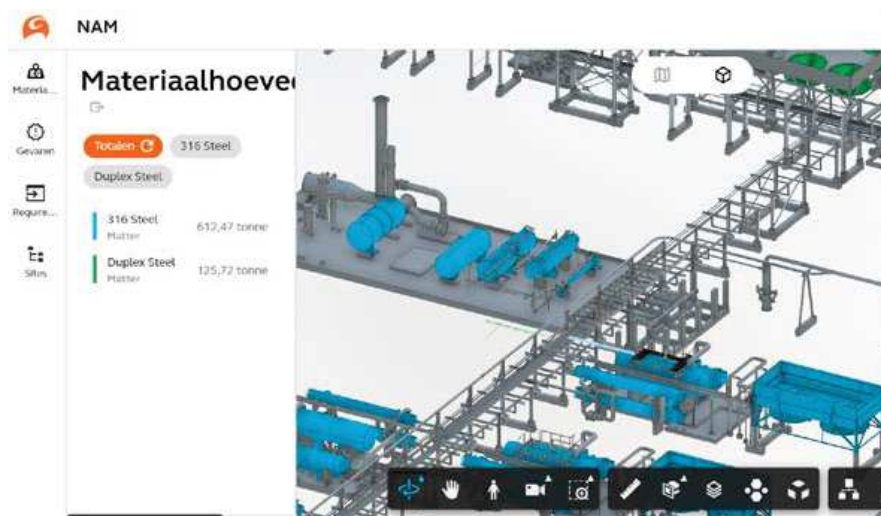 NAM
Materiaalhoevee
Materia...
Gevaren
Require...
Sites
Totalen
316 Steel
Duplex Steel
316 Steel
Matter
612,47 tonne
Duplex Steel
Matter
125,72 tonne